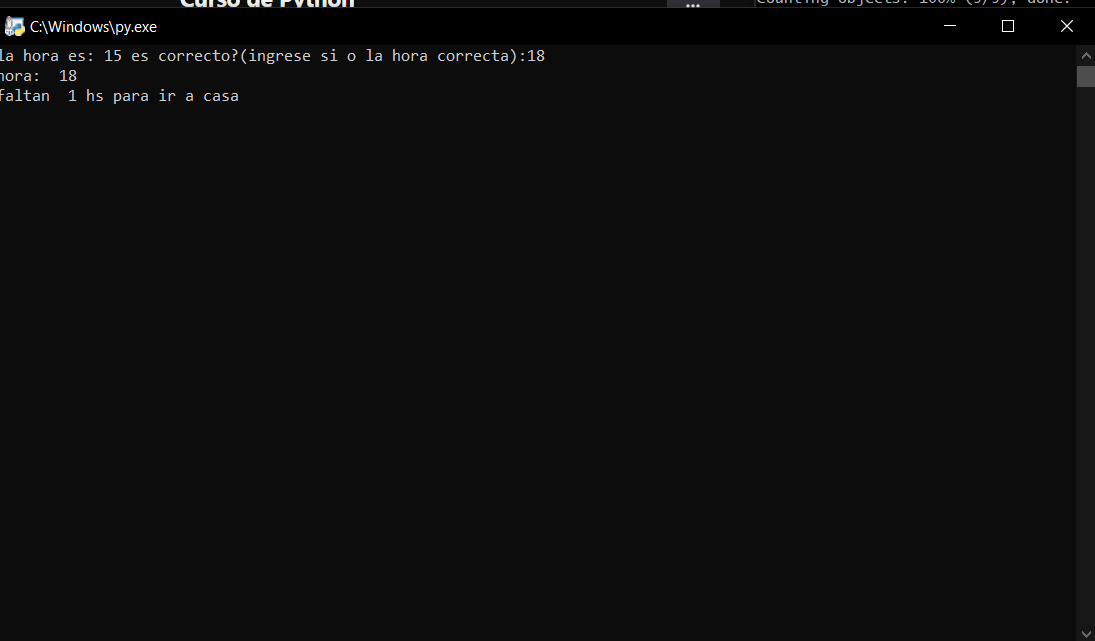 Curso de Python
Counting objects: 100% (9/9), done.
C:\Windows\py.exe
la hora es: 15 es correcto?(ingrese si o la hora correcta):18
hora:  18
faltan  1 hs para ir a casa